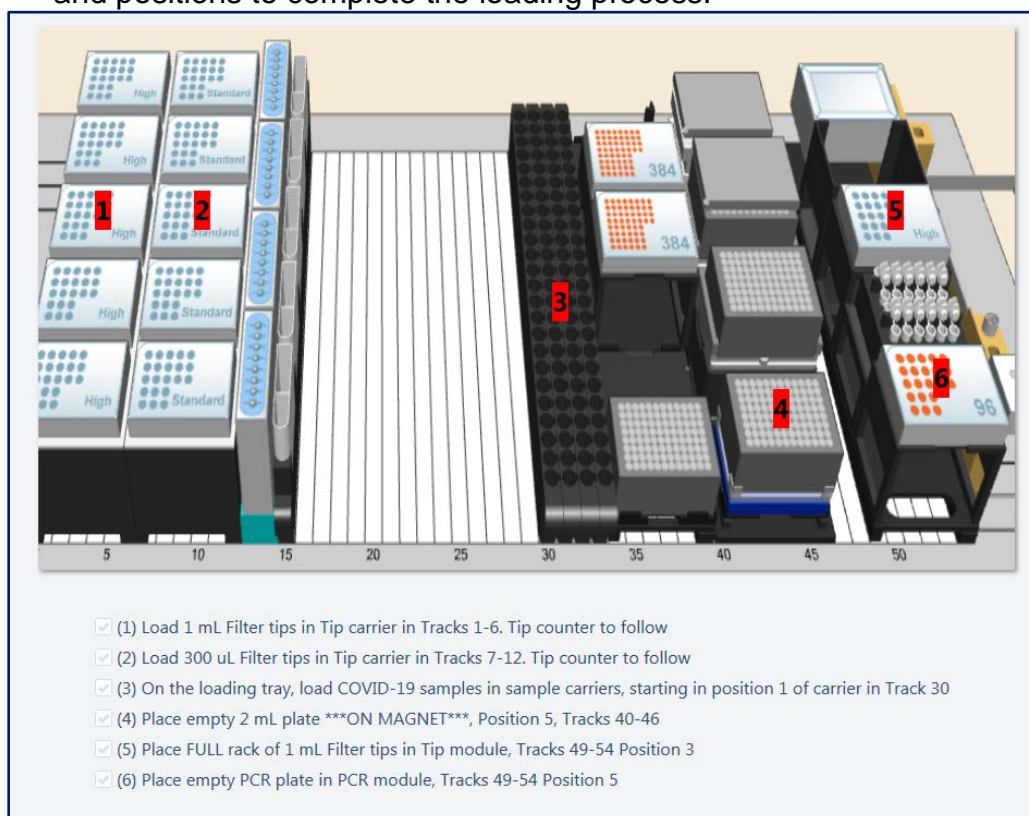 and positions to complete the loading process.
High
Standard
High
Standard
384
1
High
2
Standard
384
5
High
High
Standard
3
6
96
High
Standard
4
5
10
15
20
25
30
35
40
45
50
(1) Load 1 mL Filter tips in Tip carrier in Tracks 1-6. Tip counter to follow
(2) Load 300 uL Filter tips in Tip carrier in Tracks 7-12. Tip counter to follow
(3) On the loading tray, load COVID-19 samples in sample carriers, starting in position 1 of carrier in Track 30
(4) Place empty 2 mL plate ***ON MAGNET***, Position 5, Tracks 40-46
(5) Place FULL rack of 1 mL Filter tips in Tip module, Tracks 49-54 Position 3
(6) Place empty PCR plate in PCR module, Tracks 49-54 Position 5